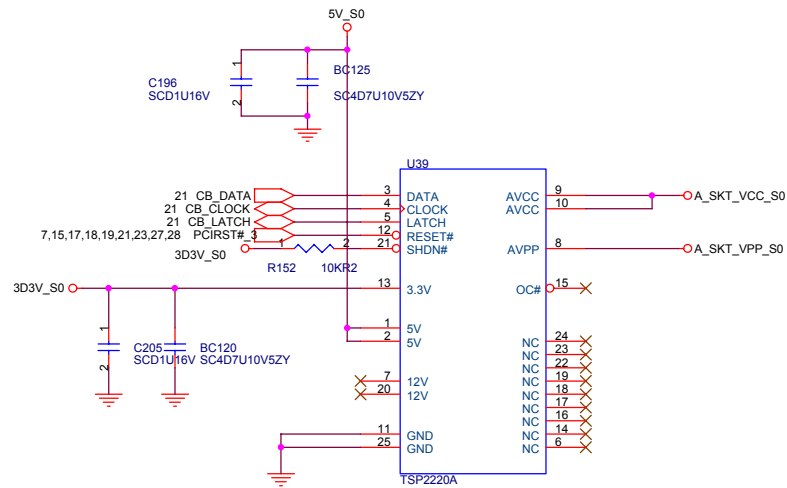 5V_S0
1
2
C196
SCD1U16V
BC125
SC4D7U10V5ZY
U39
21 CB_DATA 3 DATA
21 CB_CLOCK 4 CLOCK
21 CB_LATCH 5 LATCH
7,15,17,18,19,21,23,27,28 PCIRST#_3 12 RESET#
3D3V_S0 1 2 21 SHDN#
R152 10KR2
3D3V_S0 13 3.3V
1 5V
2 5V
1
2
C205
SCD1U16V
BC120
SC4D7U10V5ZY
7 12V
20 12V
11 GND
25 GND
AVCC 9 A_SKT_VCC_S0
AVCC 10
AVPP 8 A_SKT_VPP_S0
OC# 15
NC 24
NC 23
NC 22
NC 19
NC 18
NC 17
NC 16
NC 14
NC 6
TSP2220A